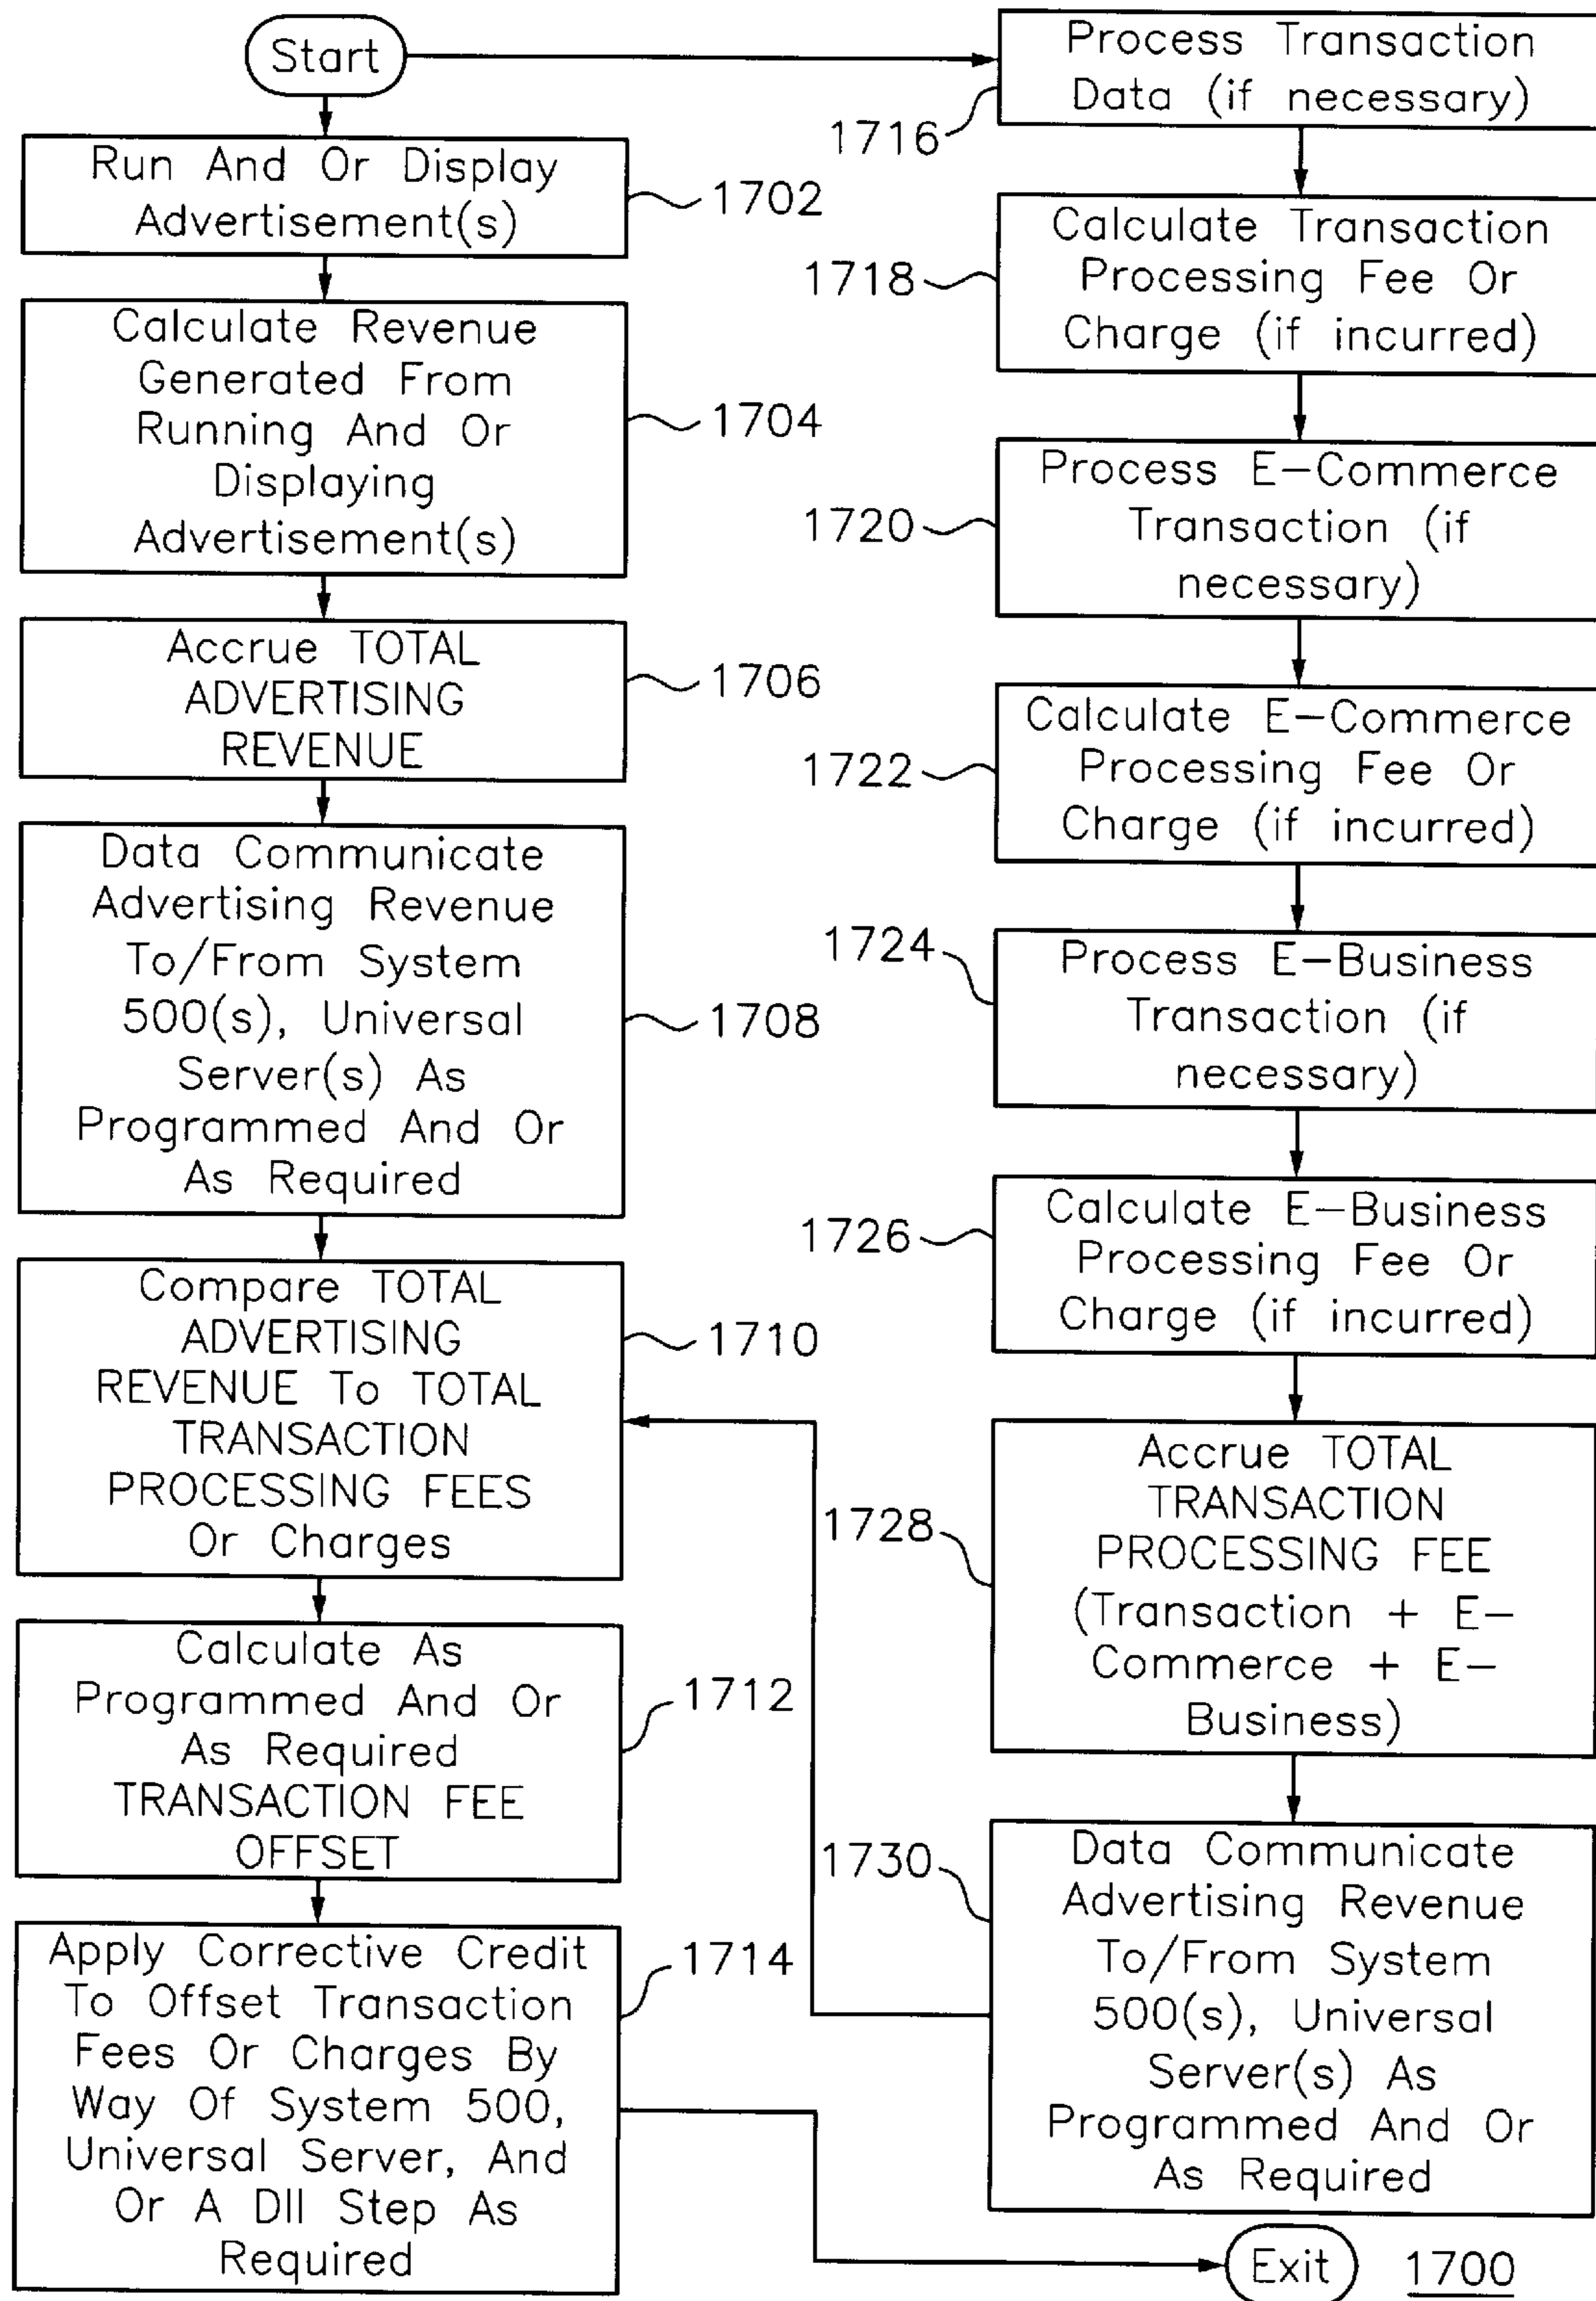 Start
Run And Or Display
Advertisement(s)
1702
Calculate Revenue
Generated From
Running And Or
Displaying
Advertisement(s)
1704
Accrue TOTAL
ADVERTISING
REVENUE
1706
Data Communicate
Advertising Revenue
To/From System
500(s), Universal
Server(s) As
Programmed And Or
As Required
1708
Compare TOTAL
ADVERTISING
REVENUE To TOTAL
TRANSACTION
PROCESSING FEES
Or Charges
1710
Calculate As
Programmed And Or
As Required
TRANSACTION FEE
OFFSET
1712
Apply Corrective Credit
To Offset Transaction
Fees Or Charges By
Way Of System 500,
Universal Server, And
Or A DII Step As
Required
1714
Process Transaction
Data (if necessary)
1716
Calculate Transaction
Processing Fee Or
Charge (if incurred)
1718
Process E-Commerce
Transaction (if
necessary)
1720
Calculate E-Commerce
Processing Fee Or
Charge (if incurred)
1722
Process E-Business
Transaction (if
necessary)
1724
Calculate E-Business
Processing Fee Or
Charge (if incurred)
1726
Accrue TOTAL
TRANSACTION
PROCESSING FEE
(Transaction + E-
Commerce + E-
Business)
1728
Data Communicate
Advertising Revenue
To/From System
500(s), Universal
Server(s) As
Programmed And Or
As Required
1730
Exit
1700